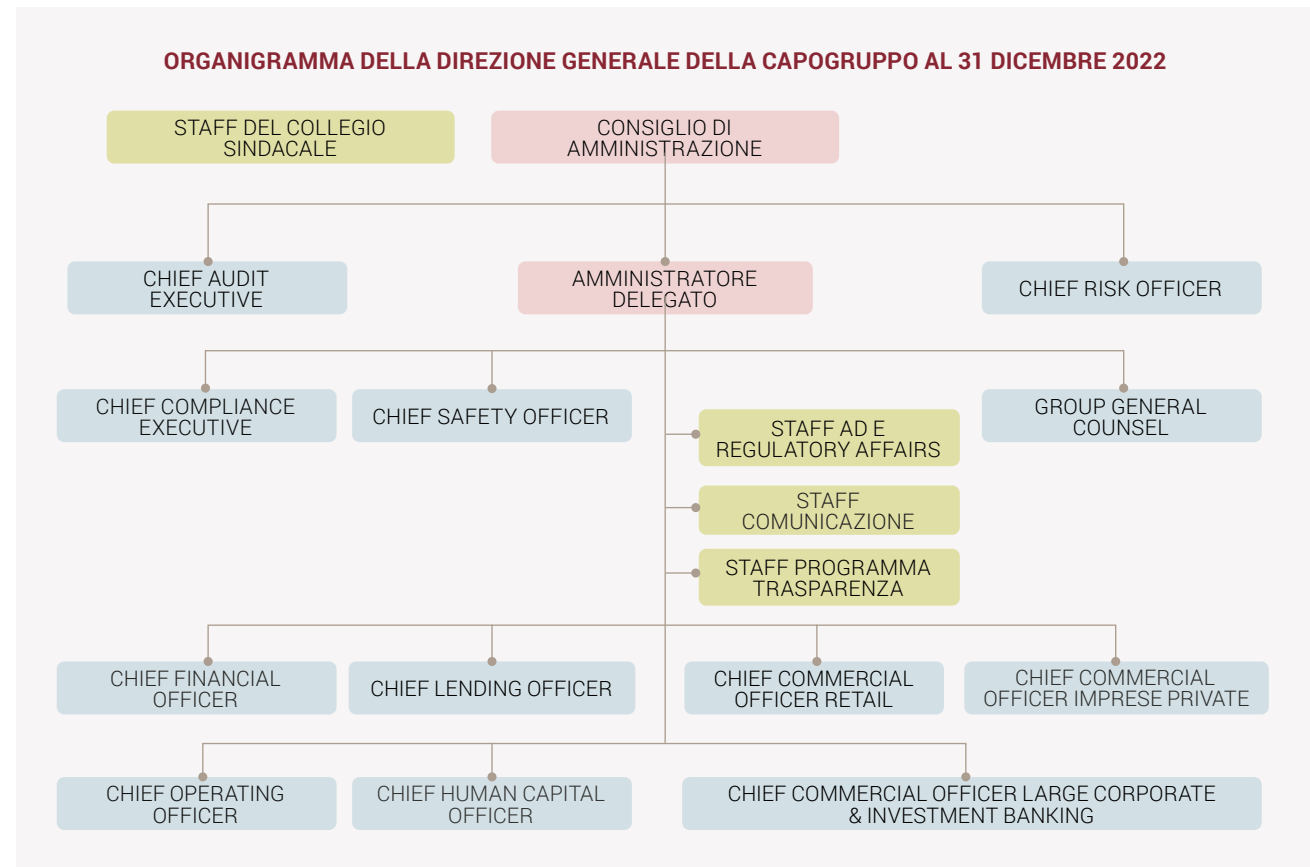 ORGANIGRAMMA DELLA DIREZIONE GENERALE DELLA CAPOGRUPPO AL 31 DICEMBRE 2022
STAFF DEL COLLEGIO
SINDACALE
CONSIGLIO DI
AMMINISTRAZIONE
CHIEF AUDIT
EXECUTIVE
AMMINISTRATORE
DELEGATO
CHIEF RISK OFFICER
CHIEF COMPLIANCE
EXECUTIVE
CHIEF SAFETY OFFICER
GROUP GENERAL
COUNSEL
STAFF AD E
REGULATORY AFFAIRS
STAFF
COMUNICAZIONE
STAFF PROGRAMMA
TRASPARENZA
CHIEF FINANCIAL
OFFICER
CHIEF LENDING OFFICER
CHIEF COMMERCIAL
OFFICER RETAIL
CHIEF COMMERCIAL
OFFICER IMPRESE PRIVATE
CHIEF OPERATING
OFFICER
CHIEF HUMAN CAPITAL
OFFICER
CHIEF COMMERCIAL OFFICER LARGE CORPORATE
& INVESTMENT BANKING